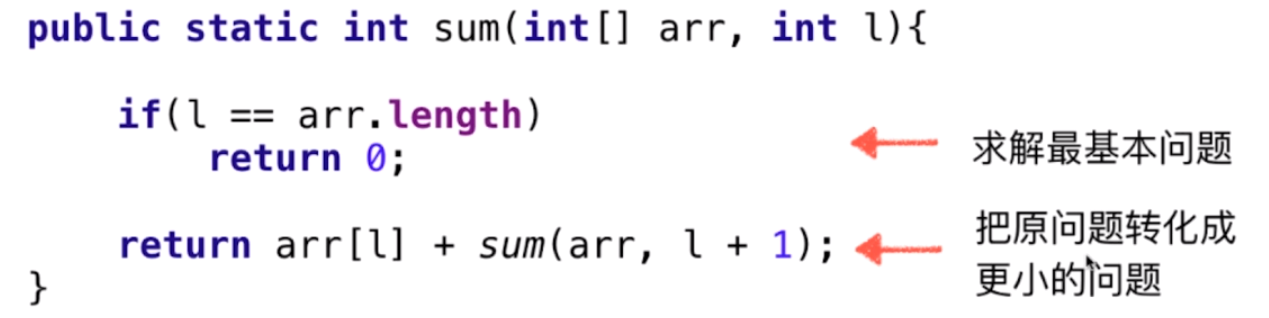 public static int sum(int[] arr, int l){
if(l == arr.length)
return 0;
求解最基本问题
return arr[l] + sum(arr, l + 1);
把原问题转化成
更小的问题
}